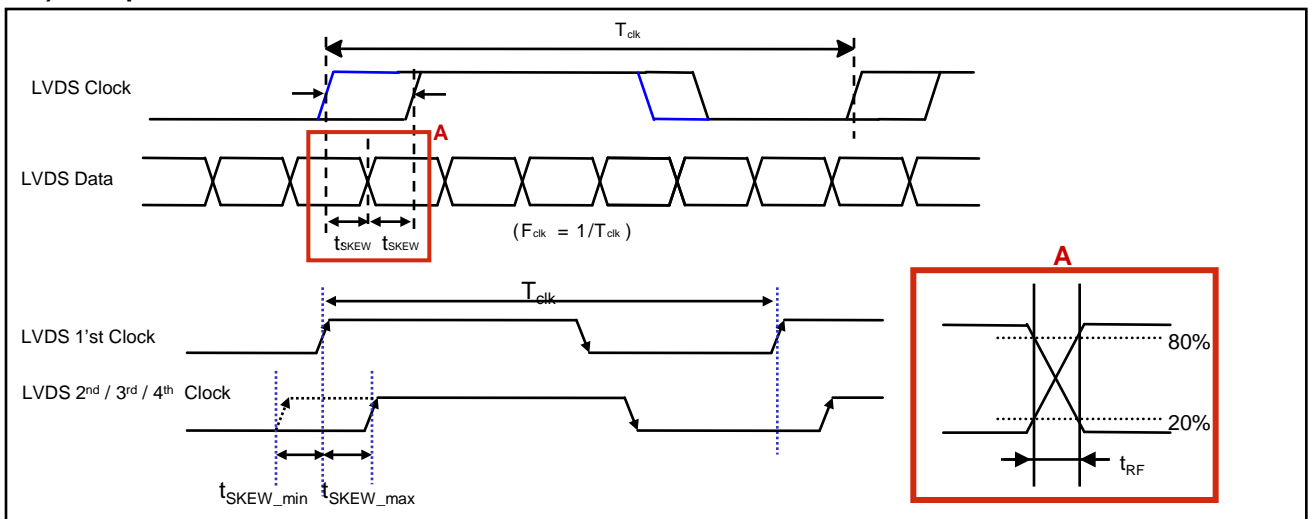 T clk
LVDS Clock
A
LVDS Data
tSKEW tSKEW
(Fclk = 1/Tclk)
A
Tclk
LVDS 1'st Clock
80%
LVDS 2nd / 3rd / 4th Clock
20%
tRF
tSKEW_min tSKEW_max